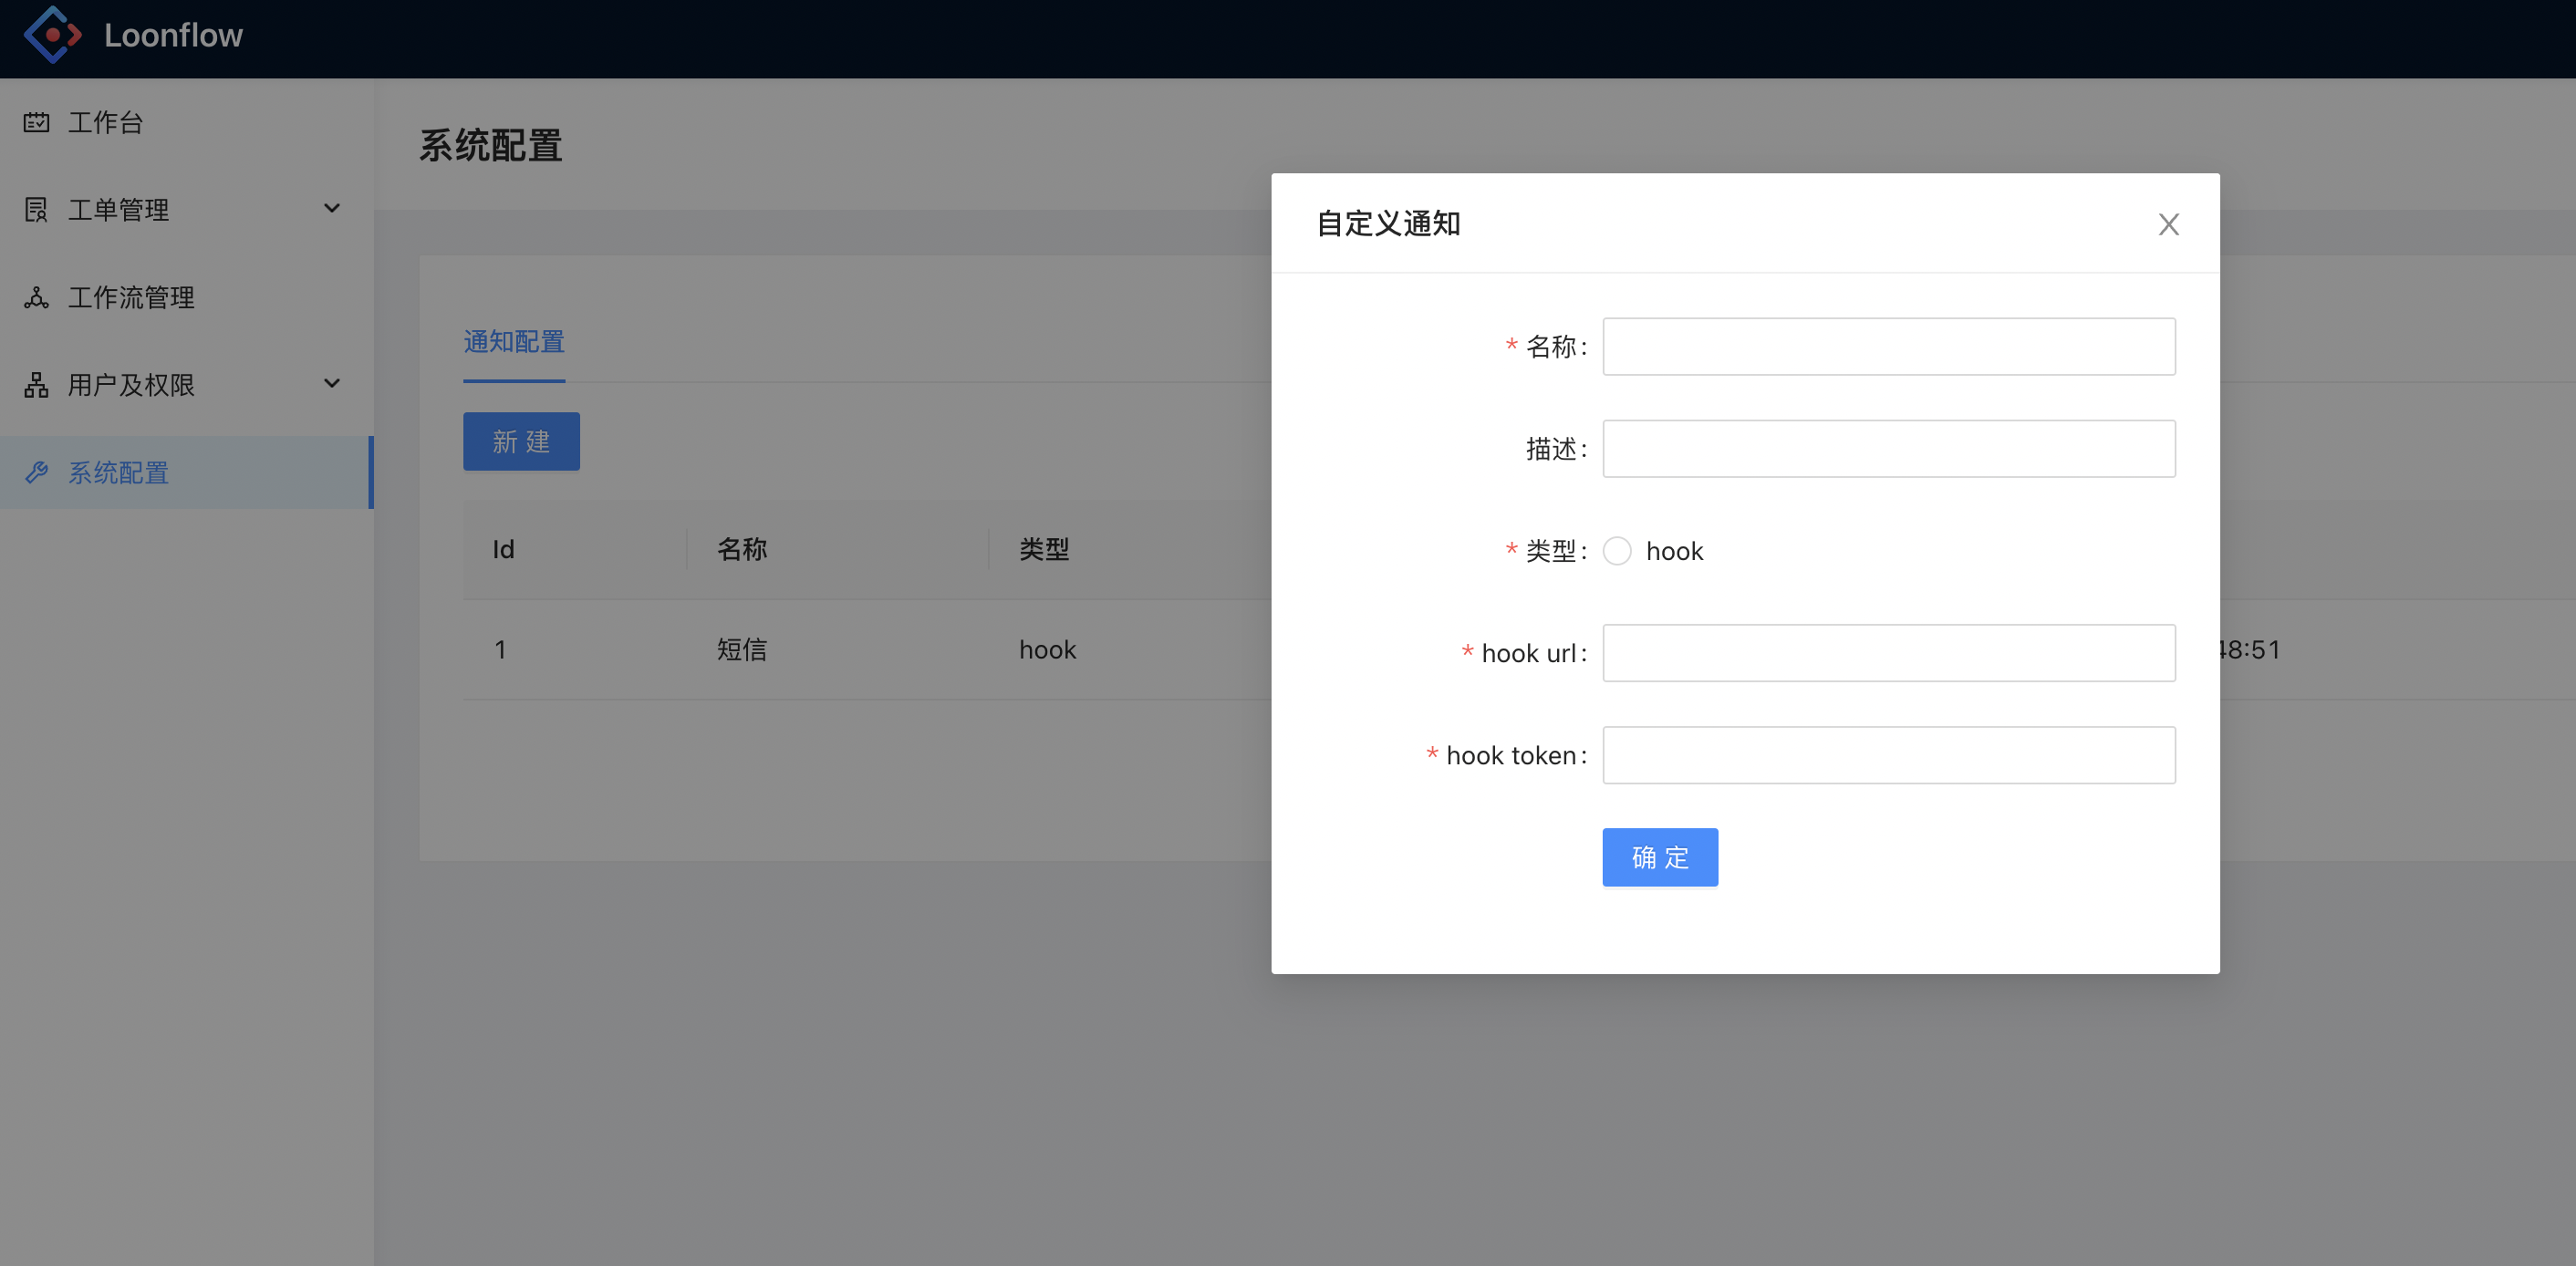 Loonflow
工作台
工单管理
工作流管理
用户及权限
系统配置
系统配置
通知配置
新 建
Id 名称 类型
1 短信 hook 48:51
自定义通知
* 名称:
描述:
* 类型: hook
* hook url:
* hook token:
确 定